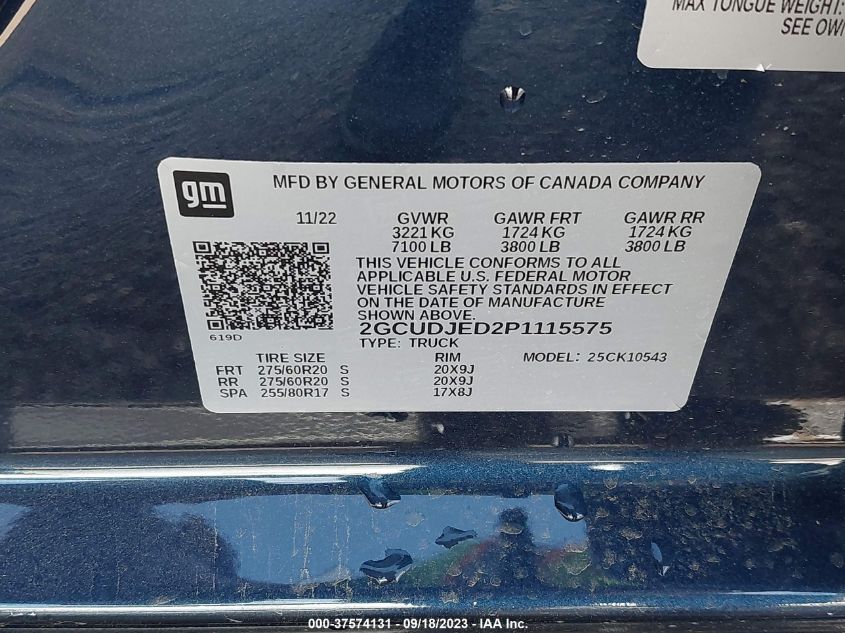 MAX TONGUE WEIGHT:
SEE OWN
gm
MFD BY GENERAL MOTORS OF CANADA COMPANY
11/22 GVWR GAWR FRT GAWR RR
3221 KG 1724 KG 1724 KG
7100 LB 3800 LB 3800 LB
THIS VEHICLE CONFORMS TO ALL
APPLICABLE U.S. FEDERAL MOTOR
VEHICLE SAFETY STANDARDS IN EFFECT
ON THE DATE OF MANUFACTURE
SHOWN ABOVE.
619D
2GCUDJED2P1115575
TYPE: TRUCK
TIRE SIZE RIM MODEL: 25CK10543
FRT 275/60R20 S 20X9J
RR 275/60R20 S 20X9J
SPA 255/80R17 S 17X8J
000-37574131 - 09/18/2023 - IAA Inc.